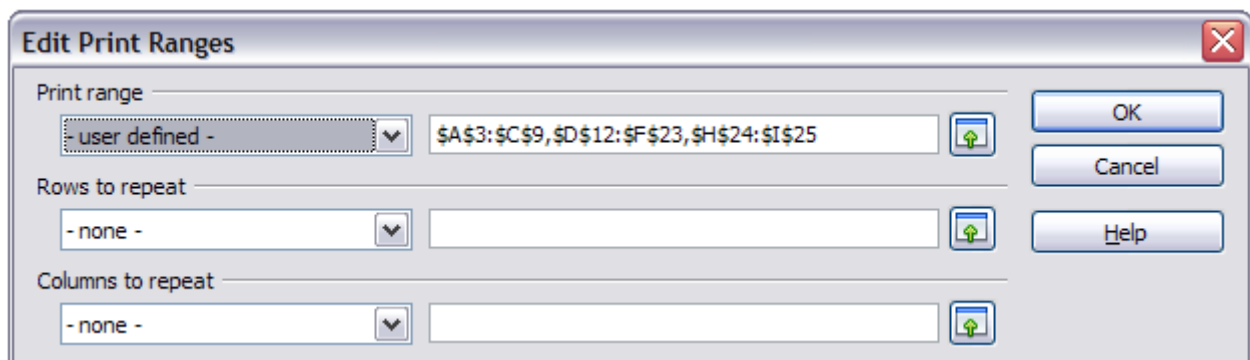 Edit Print Ranges
Print range
- user defined -
$A$3:$C$9,$D$12:$F$23,$H$24:$I$25
OK
Cancel
Rows to repeat
- none -
Help
Columns to repeat
- none -